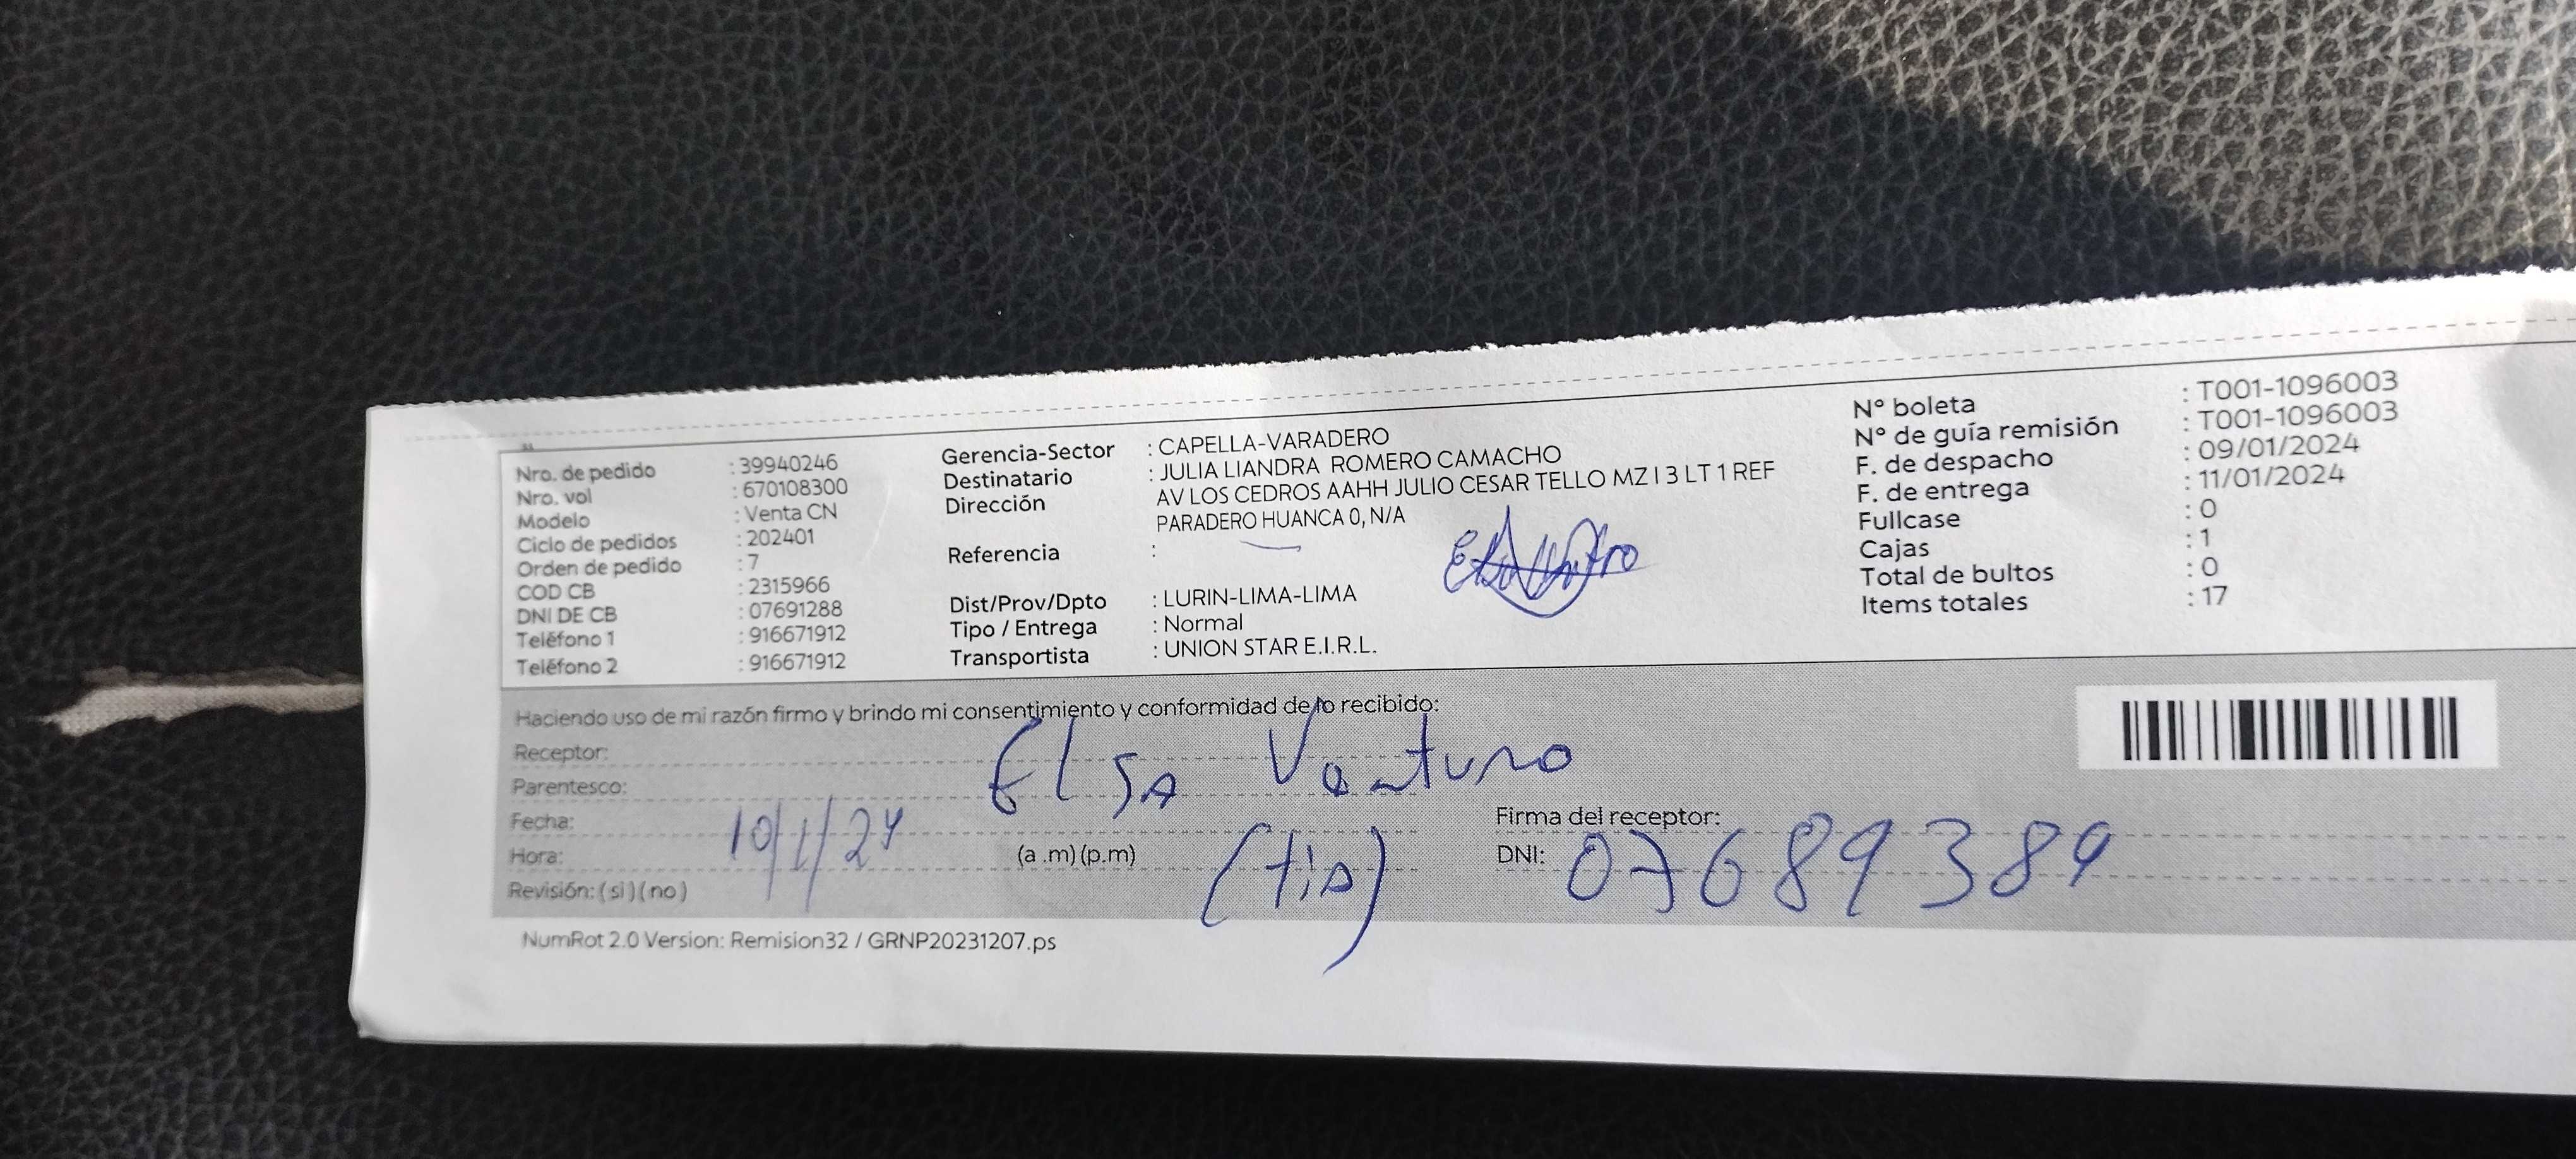 Nro. de pedido : 39940246
Nro. vol : 670108300
Modelo : Venta CN
Ciclo de pedidos : 202401
Orden de pedido : 7
COD CB : 2315966
DNI DE CB : 07691288
Teléfono 1 : 916671912
Teléfono 2 : 916671912
Gerencia-Sector : CAPELLA-VARADERO
Destinatario : JULIA LIANDRA ROMERO CAMACHO
Dirección AV LOS CEDROS AAHH JULIO CESAR TELLO MZ I 3 LT 1 REF
PARADERO HUANCA 0, N/A
Referencia :
Dist/Prov/Dpto : LURIN-LIMA-LIMA
Tipo / Entrega : Normal
Transportista : UNION STAR E.I.R.L.
N° boleta : T001-1096003
N° de guía remisión : T001-1096003
F. de despacho : 09/01/2024
F. de entrega : 11/01/2024
Fullcase : 0
Cajas : 1
Total de bultos : 0
Items totales : 17
Haciendo uso de mi razón firmo y brindo mi consentimiento y conformidad de lo recibido:
Receptor: ELSA Venturo
Parentesco:
Fecha: 10/1/24
Firma del receptor:
Hora: (a .m) (p.m) (tia)
DNI: 07689389
Revisión: ( si ) ( no )
NumRot 2.0 Version: Remision32 / GRNP20231207.ps